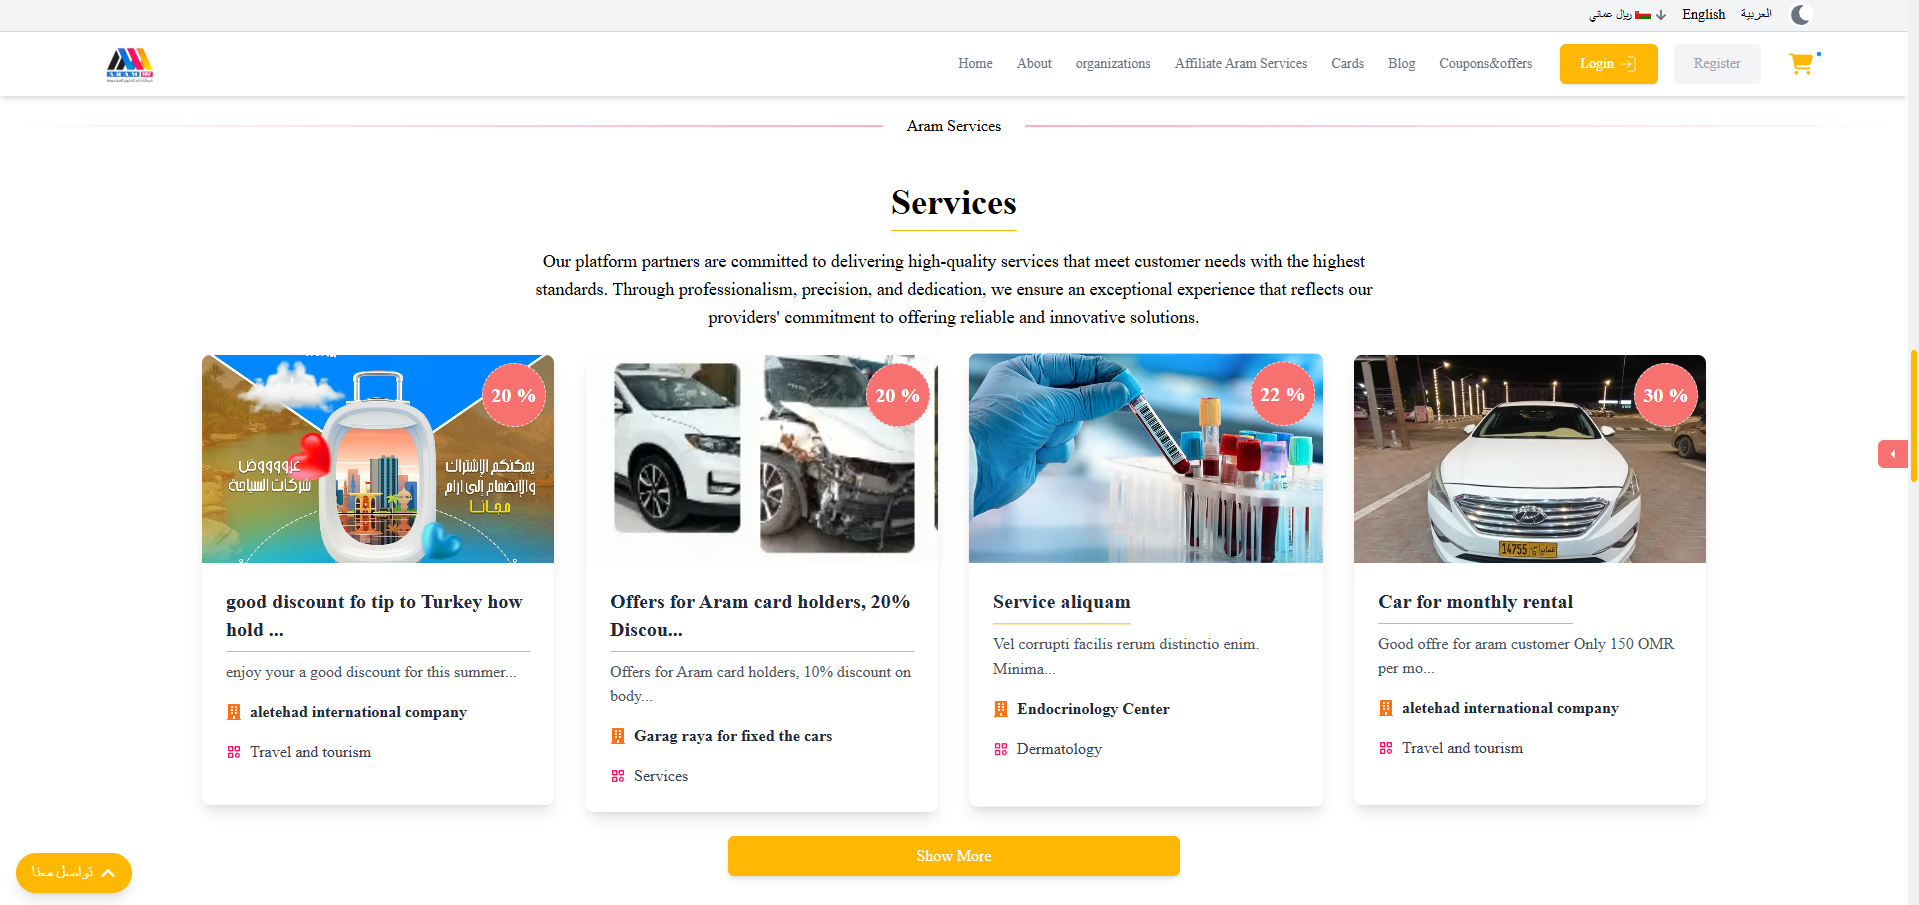 ريال عماني
English
العربية
ARAM
Home
About
organizations
Affiliate Aram Services
Cards
Blog
Coupons&offers
Login
Register
Aram Services
Services
Our platform partners are committed to delivering high-quality services that meet customer needs with the highest
standards. Through professionalism, precision, and dedication, we ensure an exceptional experience that reflects our
providers' commitment to offering reliable and innovative solutions.
20 %
عروووض
شركات السياحة
يمكنكم الإشتراك
والإنضمام إلى ارام
مجانا
good discount fo tip to Turkey how
hold ...
enjoy your a good discount for this summer...
aletehad international company
Travel and tourism
20 %
Offers for Aram card holders, 20%
Discou...
Offers for Aram card holders, 10% discount on
body...
Garag raya for fixed the cars
Services
22 %
Service aliquam
Vel corrupti facilis rerum distinctio enim.
Minima...
Endocrinology Center
Dermatology
30 %
14755
Car for monthly rental
Good offre for aram customer Only 150 OMR
per mo...
aletehad international company
Travel and tourism
Show More
تواصل معنا